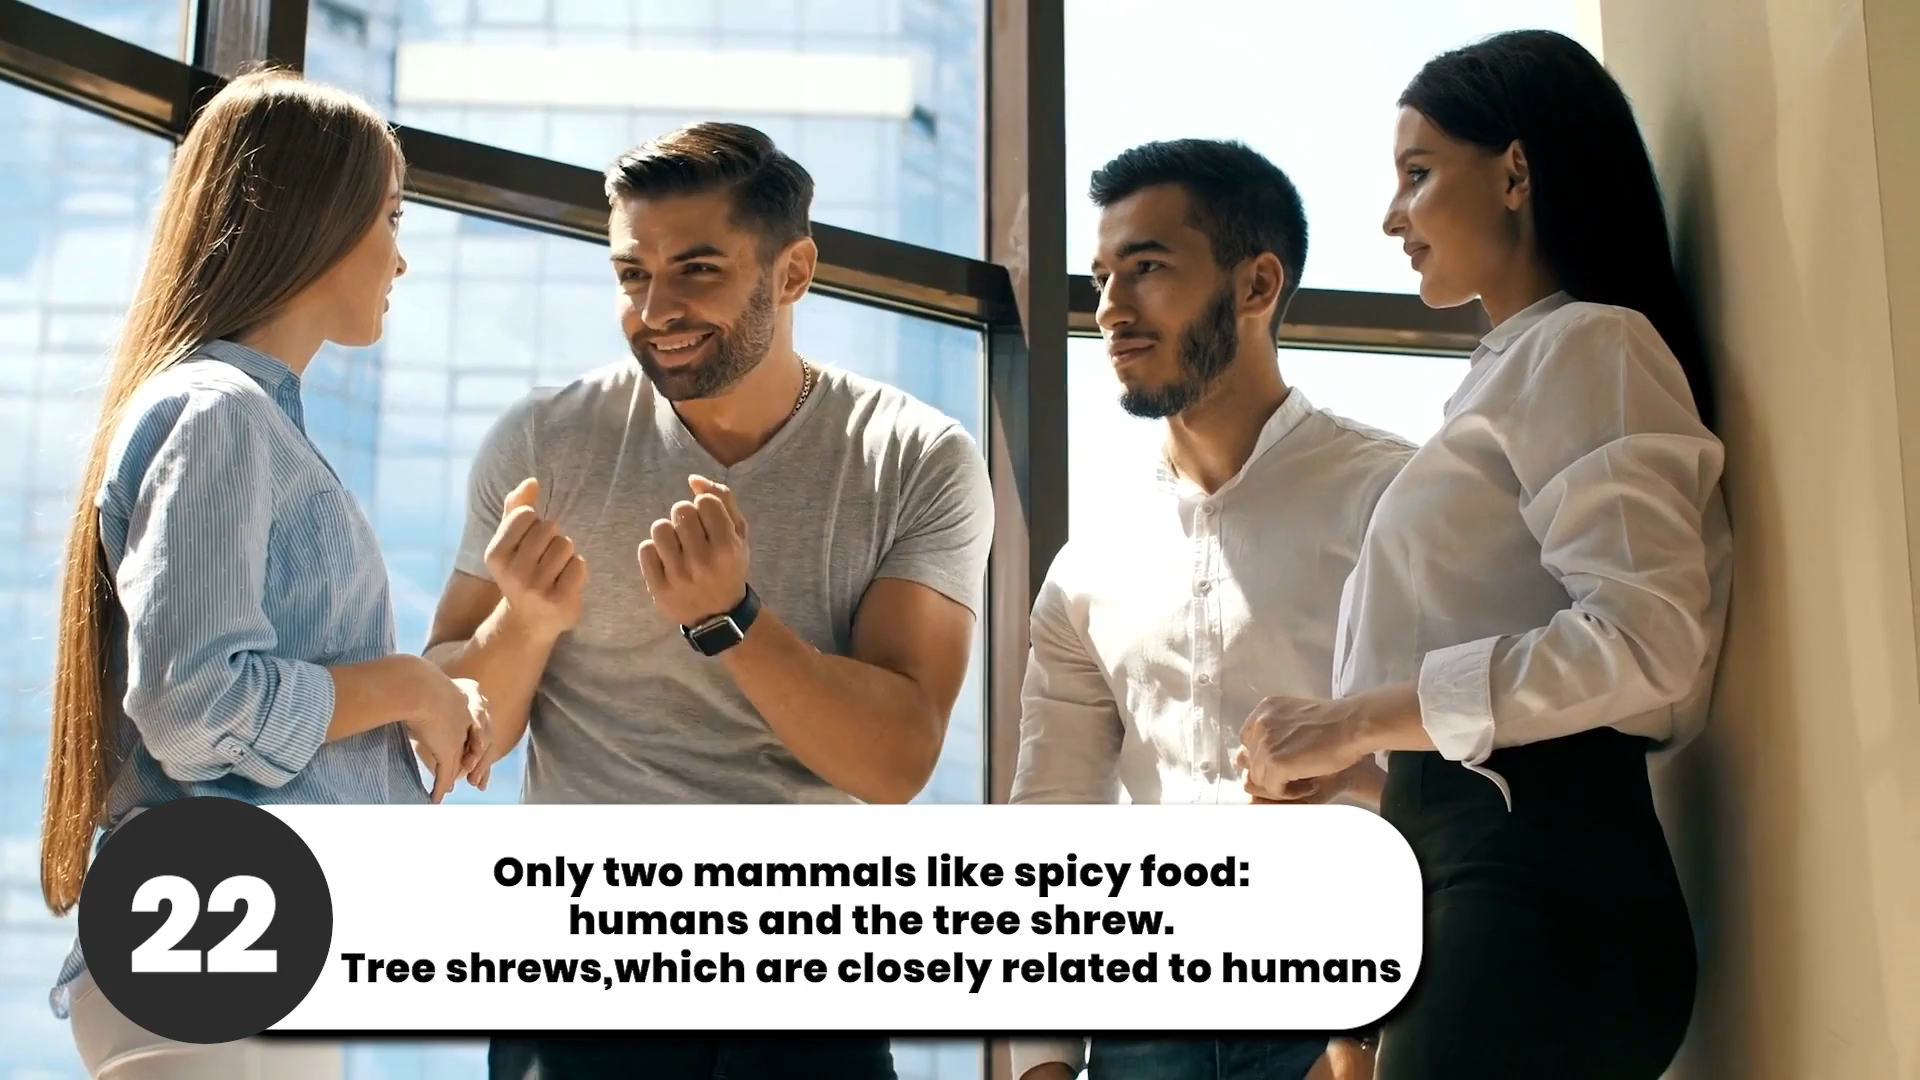 22
Only two mammals like spicy food:
humans and the tree shrew.
Tree shrews,which are closely related to humans